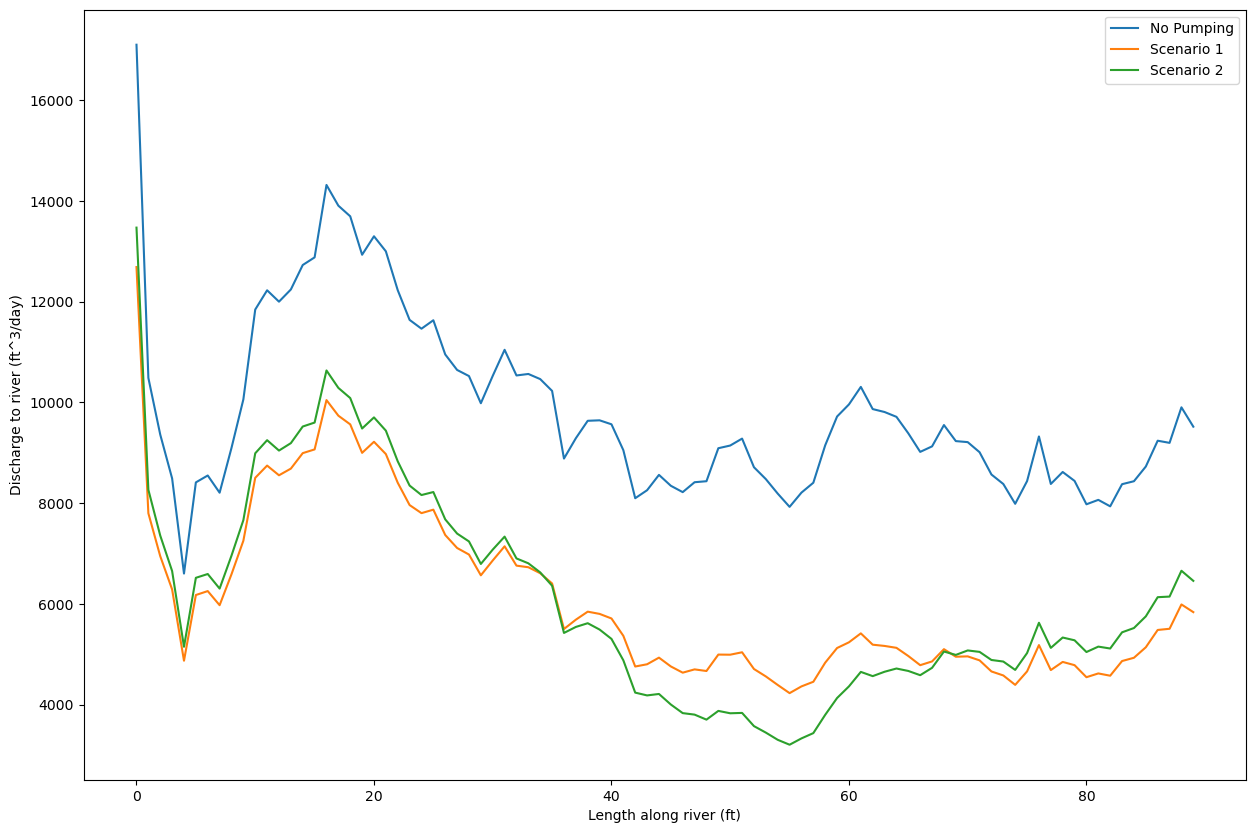 No Pumping
Scenario 1
Scenario 2
16000
14000
12000
10000
8000
6000
4000
Discharge to river (ft^3/day)
0 20 40 60 80
Length along river (ft)